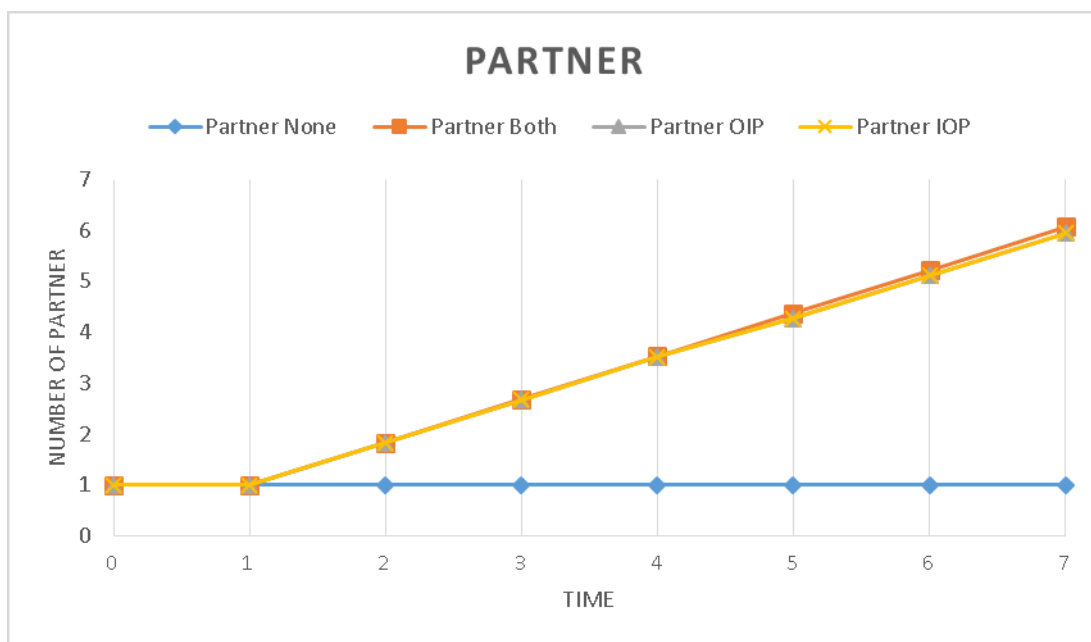 PARTNER
Partner None Partner Both Partner OIP Partner IOP
7
6
5
4
3
2
1
0
NUMBER OF PARTNER
0 1 2 3 4 5 6 7
TIME